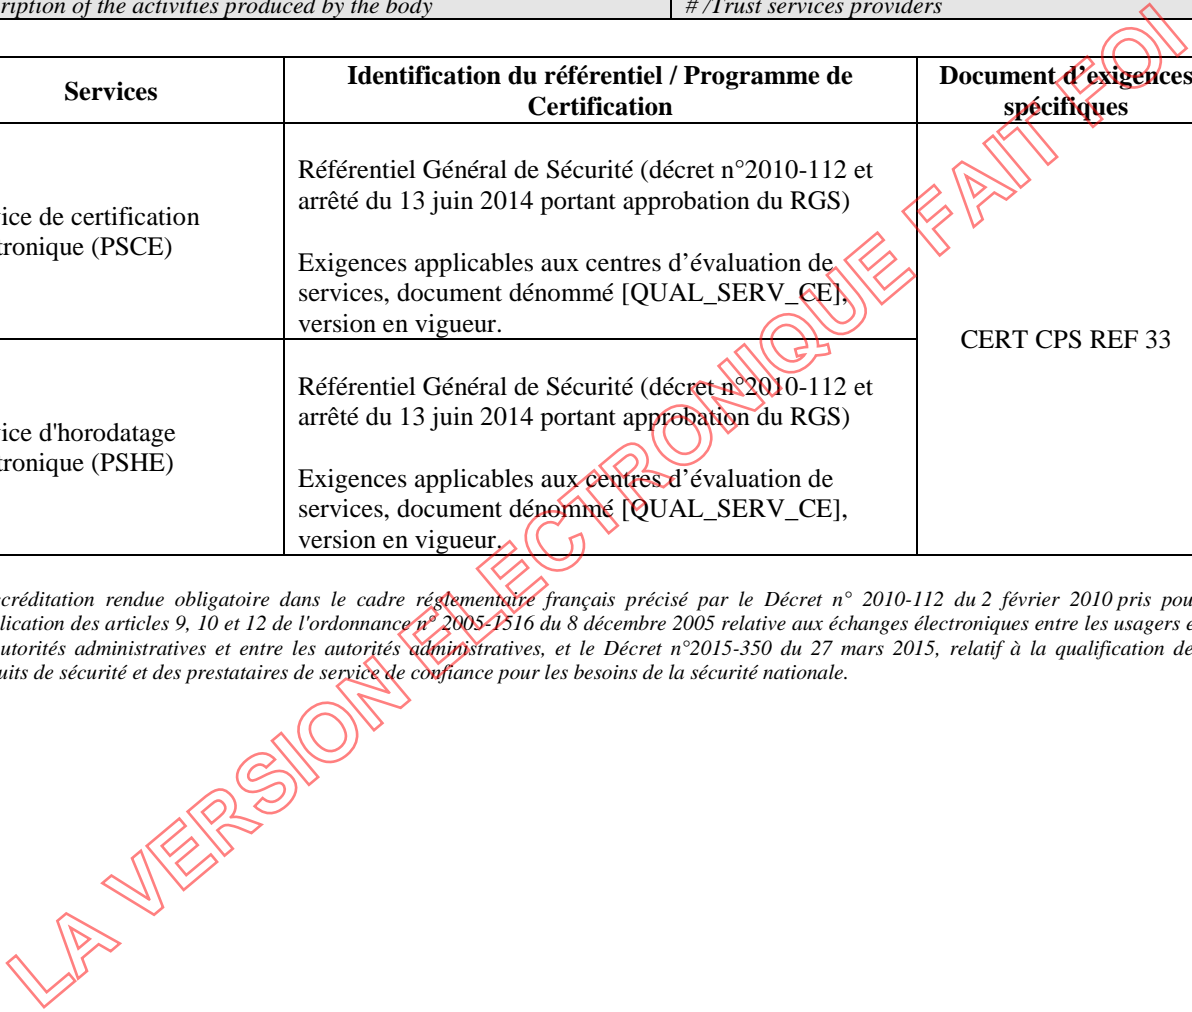 ription of the activities produced by the body
# /Trust services providers
Services
Identification du référentiel / Programme de
Certification
Document d’exigences
spécifiques
ice de certification
tronique (PSCE)
Référentiel Général de Sécurité (décret n°2010-112 et
arrêté du 13 juin 2014 portant approbation du RGS)
Exigences applicables aux centres d’évaluation de
services, document dénommé [QUAL_SERV_CE],
version en vigueur.
CERT CPS REF 33
ice d'horodatage
tronique (PSHE)
Référentiel Général de Sécurité (décret n°2010-112 et
arrêté du 13 juin 2014 portant approbation du RGS)
Exigences applicables aux centres d’évaluation de
services, document dénommé [QUAL_SERV_CE],
version en vigueur.
créditation rendue obligatoire dans le cadre réglementaire français précisé par le Décret n° 2010-112 du 2 février 2010 pris pou
lication des articles 9, 10 et 12 de l'ordonnance n° 2005-1516 du 8 décembre 2005 relative aux échanges électroniques entre les usagers e
utorités administratives et entre les autorités administratives, et le Décret n°2015-350 du 27 mars 2015, relatif à la qualification de
uits de sécurité et des prestataires de service de confiance pour les besoins de la sécurité nationale.
LA VERSION ELECTRONIQUE FAIT FOI